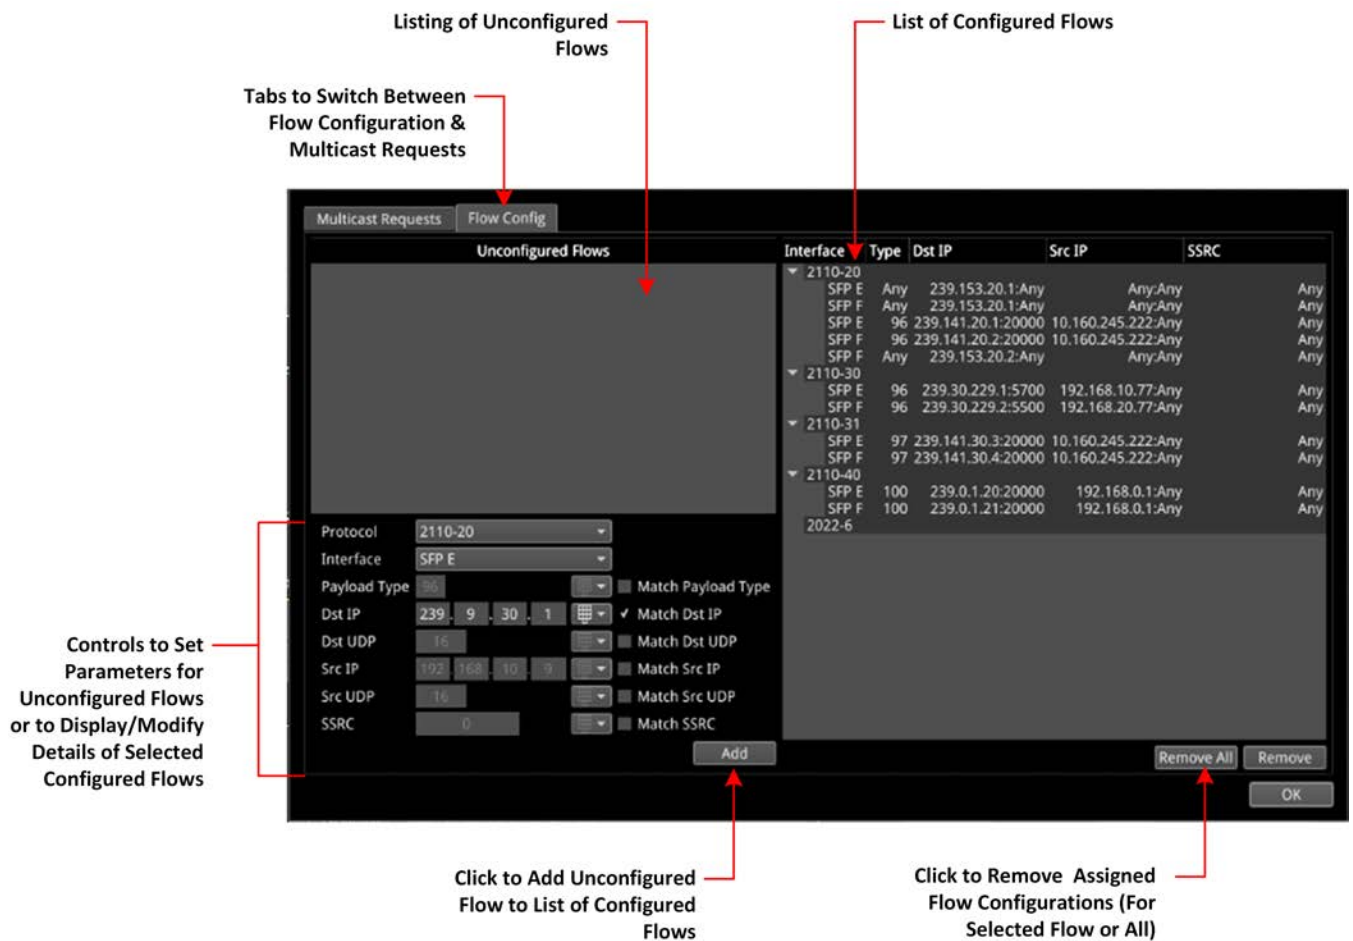 Listing of Unconfigured
Flows
List of Configured Flows
Tabs to Switch Between
Flow Configuration &
Multicast Requests
Multicast Requests Flow Config
Unconfigured Flows
Interface Type Dst IP Src IP SSRC
2110-20
SFP E Any 239.153.20.1:Any Any:Any Any
SFP F Any 239.153.20.1:Any Any:Any Any
SFP E 96 239.141.20.1:20000 10.160.245.222:Any Any
SFP F 96 239.141.20.2:20000 10.160.245.222:Any Any
SFP F Any 239.153.20.2:Any Any:Any Any
2110-30
SFP E 96 239.30.229.1:5700 192.168.10.77:Any Any
SFP F 96 239.30.229.2:5500 192.168.20.77:Any Any
2110-31
SFP E 97 239.141.30.3:20000 10.160.245.222:Any Any
SFP F 97 239.141.30.4:20000 10.160.245.222:Any Any
2110-40
SFP E 100 239.0.1.20:20000 192.168.0.1:Any Any
SFP F 100 239.0.1.21:20000 192.168.0.1:Any Any
2022-6
Protocol 2110-20
Interface SFP E
Payload Type 96 Match Payload Type
Dst IP 239 . 9 . 30 . 1 Match Dst IP
Dst UDP 16 Match Dst UDP
Src IP 192 . 168 . 10 . 9 Match Src IP
Src UDP 16 Match Src UDP
SSRC 0 Match SSRC
Add
Remove All Remove
OK
Controls to Set
Parameters for
Unconfigured Flows
or to Display/Modify
Details of Selected
Configured Flows
Click to Add Unconfigured
Flow to List of Configured
Flows
Click to Remove Assigned
Flow Configurations (For
Selected Flow or All)